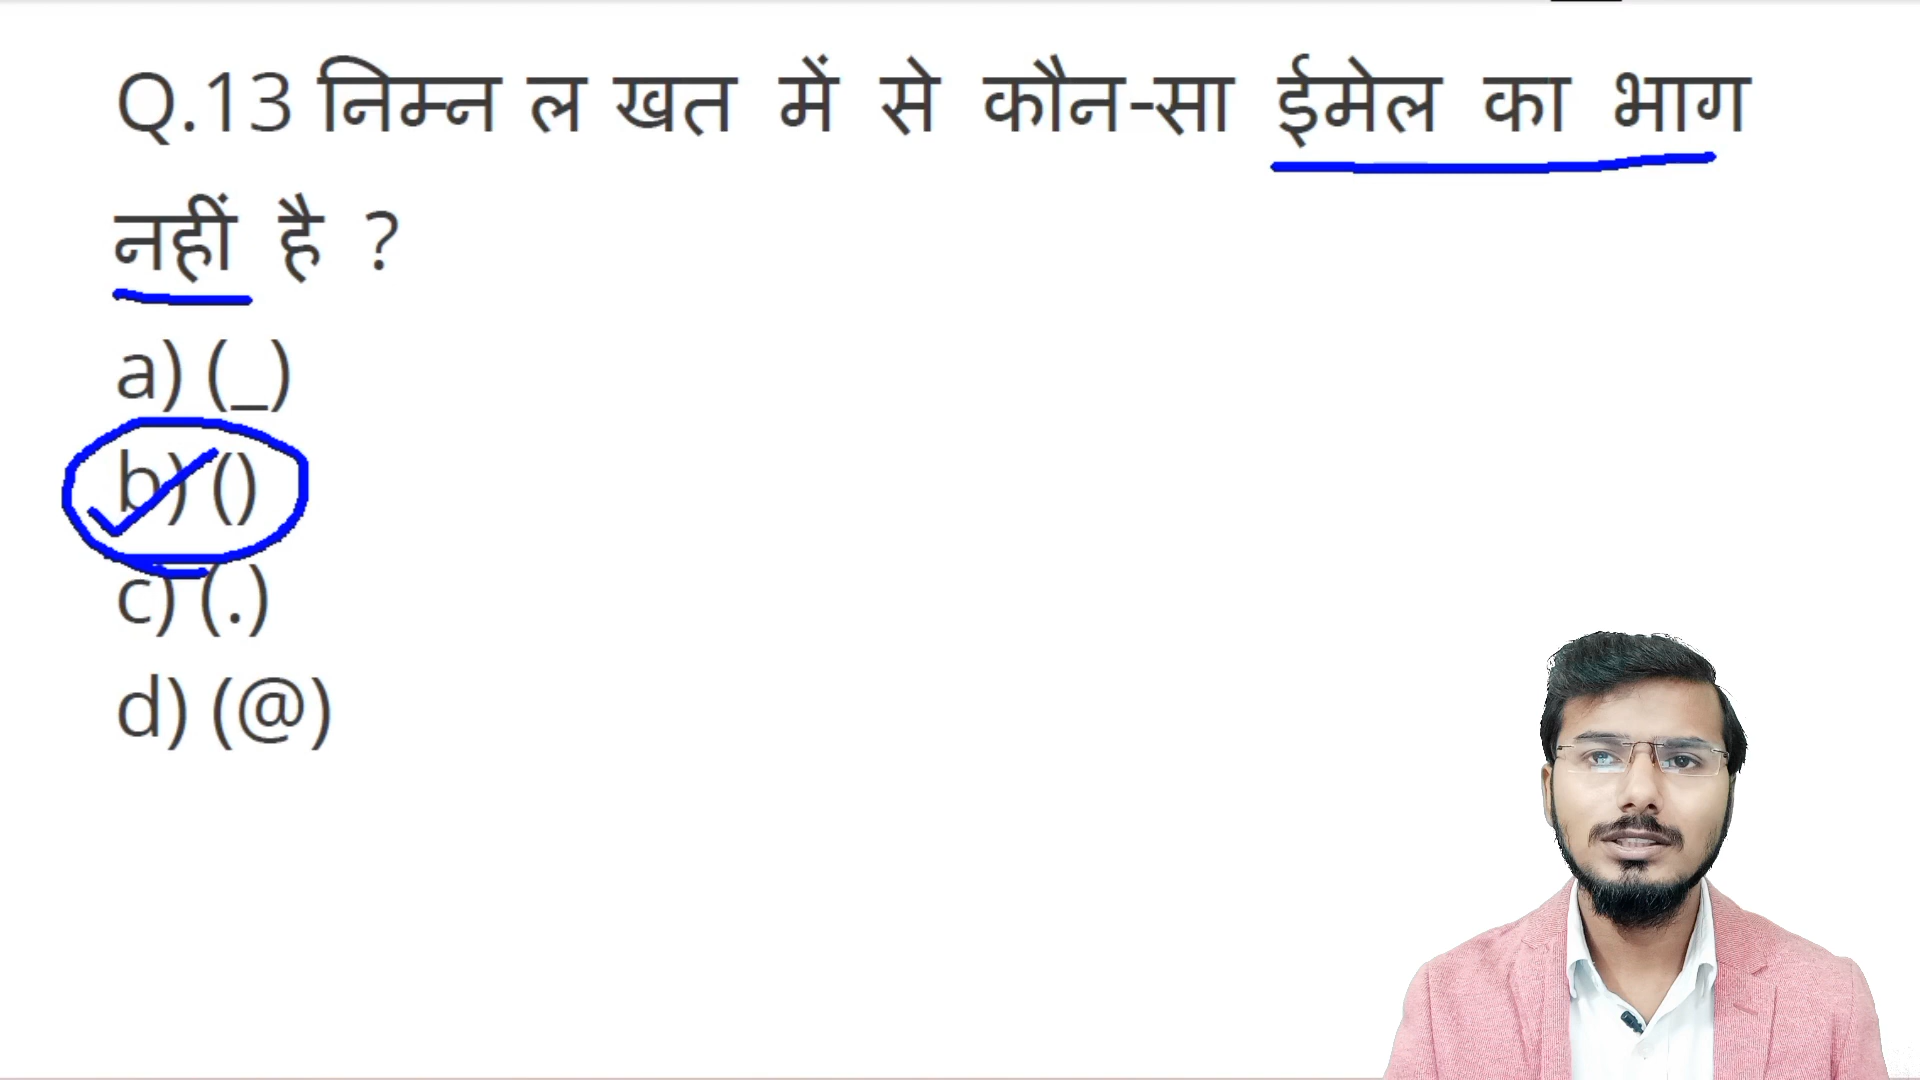 Q.13 निम्न ल खत में से कौन-सा ईमेल का भाग
नहीं है ?
a) (_)
b) ()
c) (.)
d) (@)